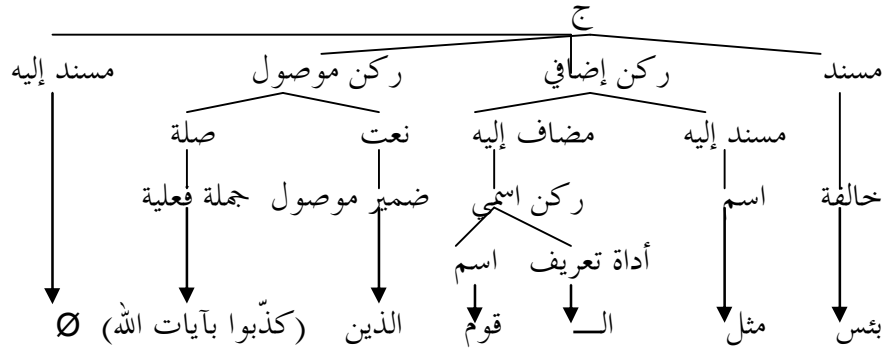 ج
مسند ركن إضافي ركن موصول مسند إليه
مسند إليه مضاف إليه نعت صلة
خالفة اسم ركن اسمي ضمير موصول جملة فعلية
أداة تعريف اسم
بئس مثل الــــ قوم الذين (كذّبوا بآيات الله) Ø